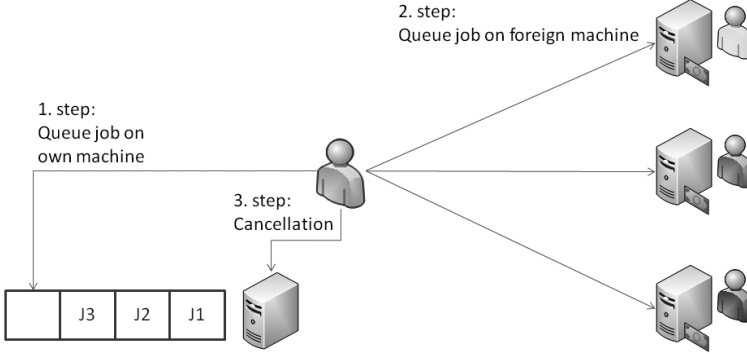 2. step:
Queue job on foreign machine
1. step:
Queue job on
own machine
3. step:
Cancellation
J3 J2 J1